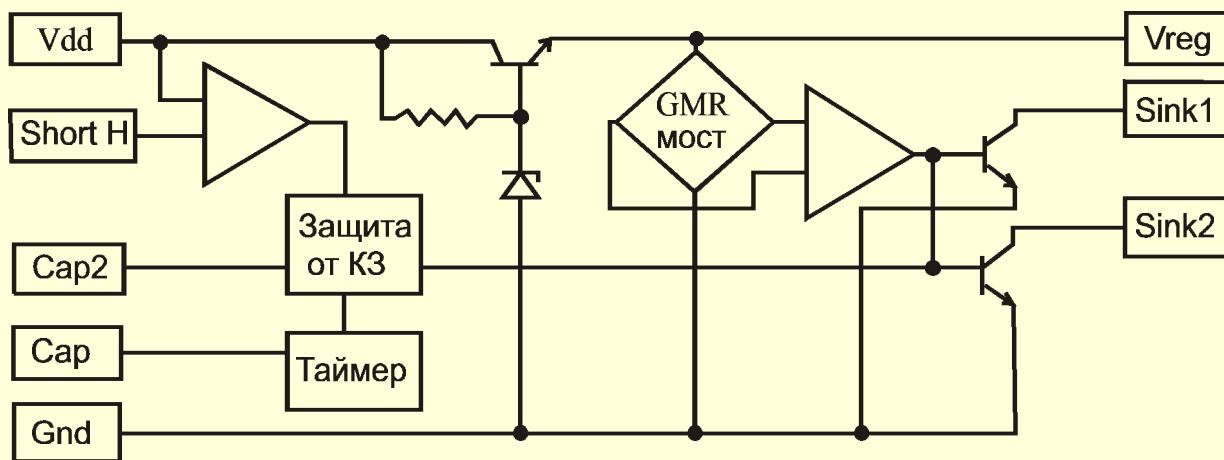 Vdd
Vreg
GMR
мост
Sink1
Short H
Защита
от КЗ
Sink2
Cap2
Cap
Таймер
Gnd